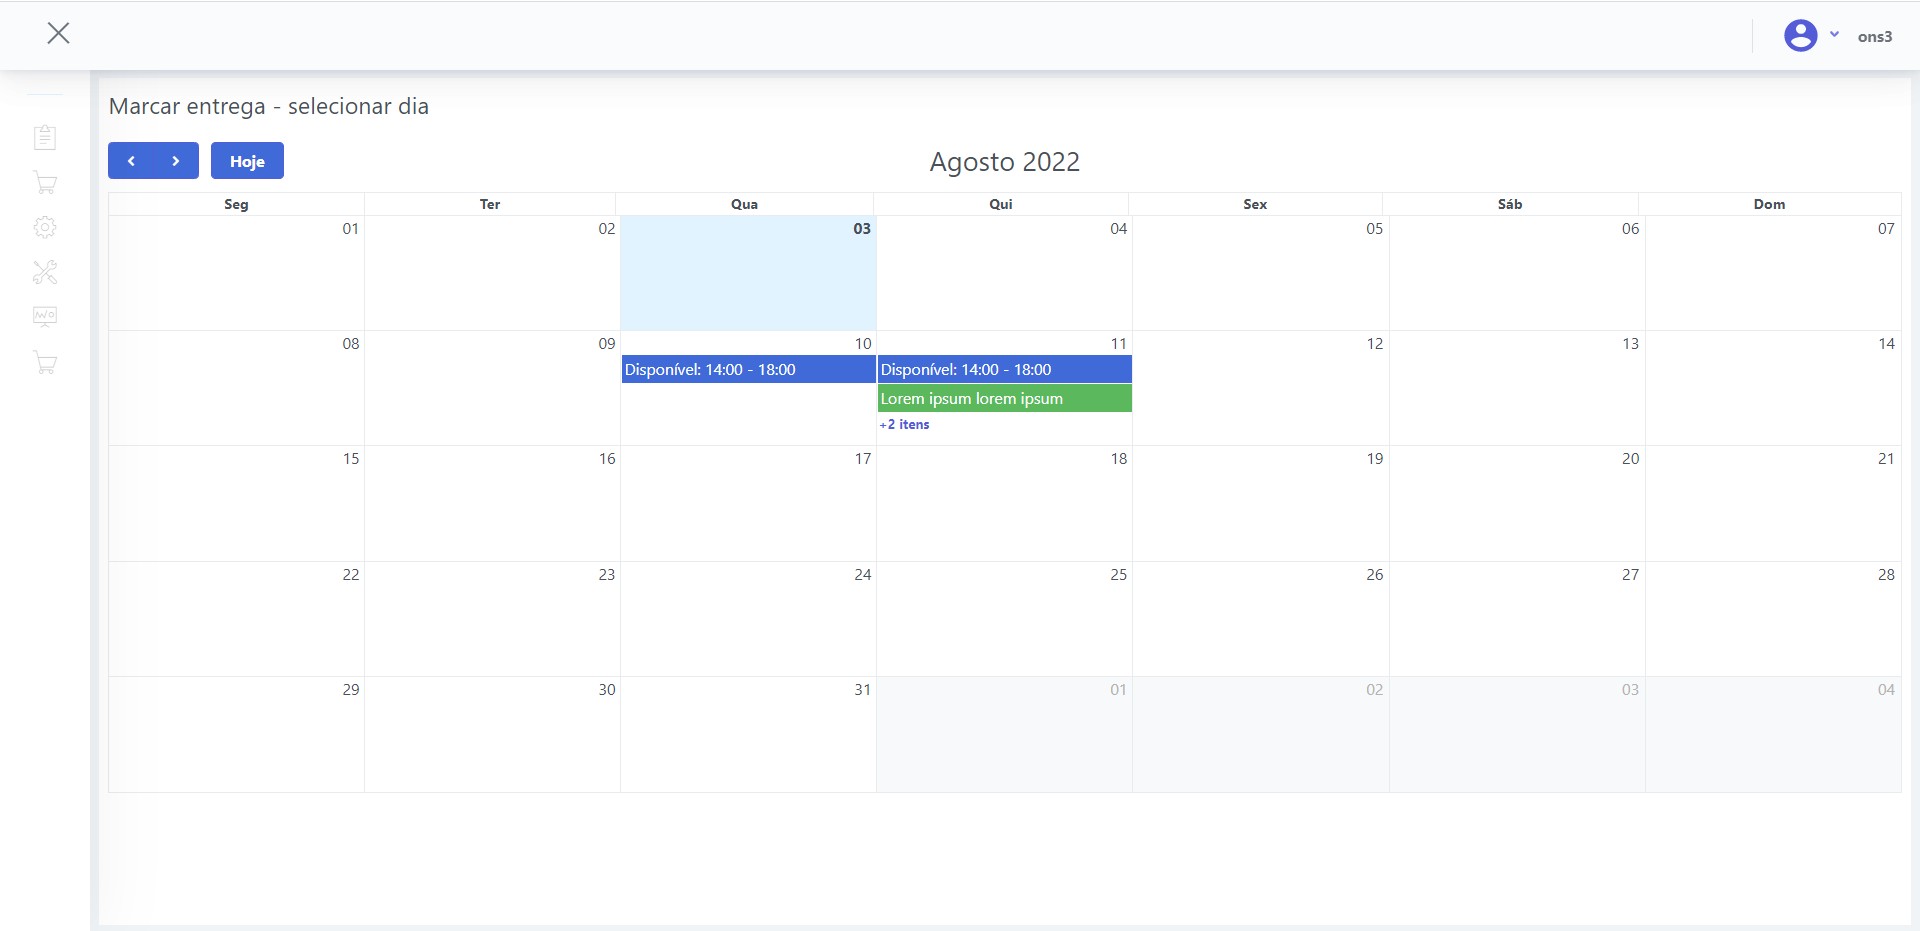 ons3
Marcar entrega - selecionar dia
Hoje
Agosto 2022
Seg Ter Qua Qui Sex Sáb Dom
01 02 03 04 05 06 07
08 09 10 11 12 13 14
Disponível: 14:00 - 18:00 Disponível: 14:00 - 18:00
Lorem ipsum lorem ipsum
+2 itens
15 16 17 18 19 20 21
22 23 24 25 26 27 28
29 30 31 01 02 03 04